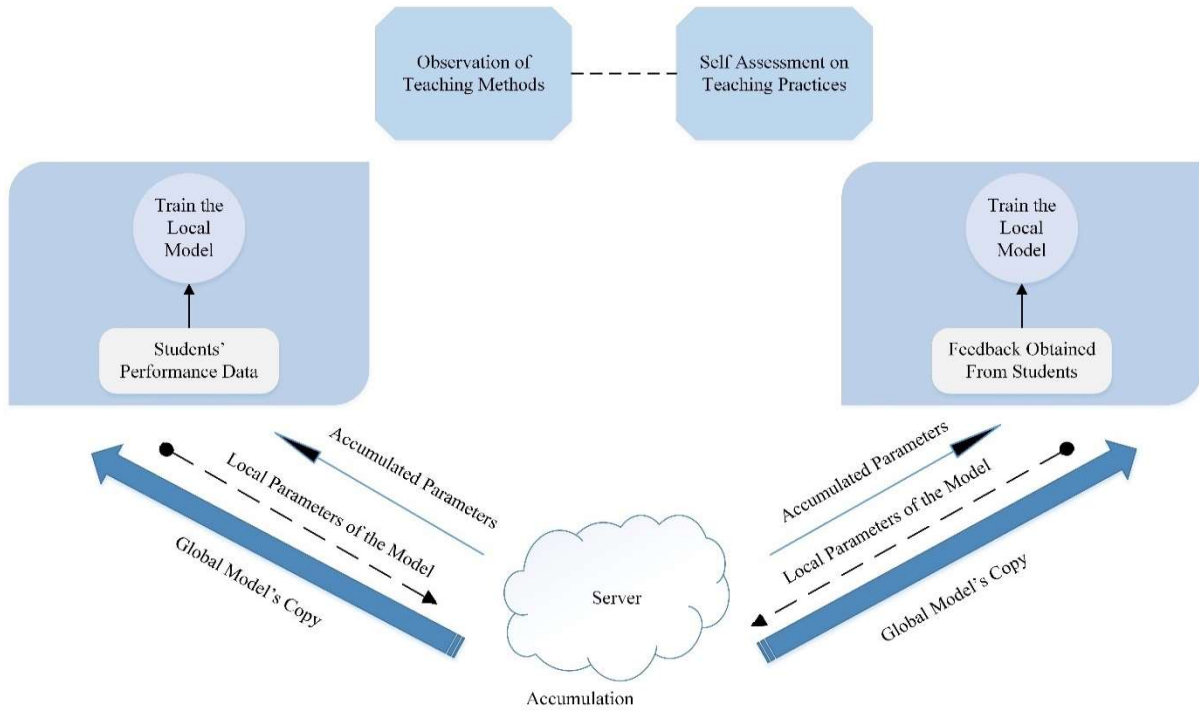 Observation of
Teaching Methods
Self Assessment on
Teaching Practices
Train the
Local
Model
Students’
Performance Data
Train the
Local
Model
Feedback Obtained
From Students
Accumulated Parameters
Local Parameters of the Model
Global Model’s Copy
Accumulated Parameters
Local Parameters of the Model
Global Model’s Copy
Server
Accumulation